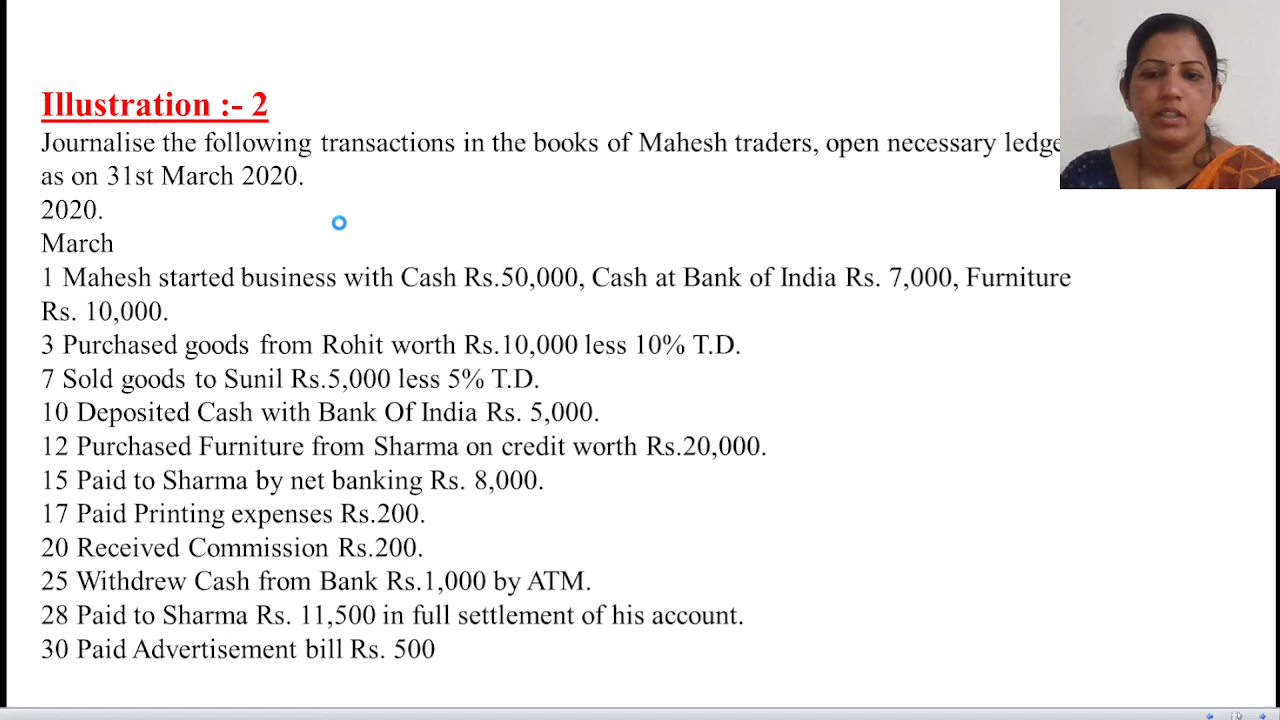 Illustration :- 2
Journalise the following transactions in the books of Mahesh traders, open necessary
as on 31st March 2020.
2020.
March
1 Mahesh started business with Cash Rs.50,000, Cash at Bank of India Rs. 7,000, Furniture
Rs. 10,000.
3 Purchased goods from Rohit worth Rs.10,000 less 10% T.D.
7 Sold goods to Sunil Rs.5,000 less 5% T.D.
10 Deposited Cash with Bank Of India Rs. 5,000.
12 Purchased Furniture from Sharma on credit worth Rs.20,000.
15 Paid to Sharma by net banking Rs. 8,000.
17 Paid Printing expenses Rs.200.
20 Received Commission Rs.200.
25 Withdrew Cash from Bank Rs.1,000 by ATM.
28 Paid to Sharma Rs. 11,500 in full settlement of his account.
30 Paid Advertisement bill Rs. 500